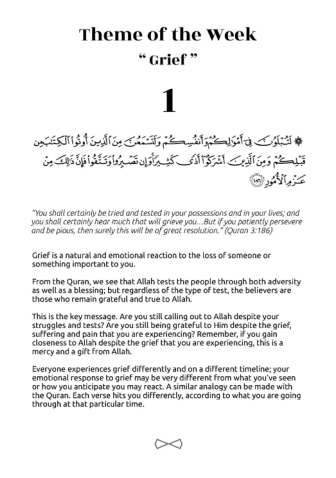 Theme of the Week
“ Grief ”
1
۞ لَتُبْلَوُنَّ فِىٓ أَمْوَٰلِكُمْ وَأَنفُسِكُمْ وَلَتَسْمَعُنَّ مِنَ ٱلَّذِينَ أُوتُوا۟ ٱلْكِتَٰبَ مِن
قَبْلِكُمْ وَمِنَ ٱلَّذِينَ أَشْرَكُوٓا۟ أَذًى كَثِيرًا وَإِن تَصْبِرُوا۟ وَتَتَّقُوا۟ فَإِنَّ ذَٰلِكَ مِنْ
عَزْمِ ٱلْأُمُورِ ١٨٦
"You shall certainly be tried and tested in your possessions and in your lives; and
you shall certainly hear much that will grieve you...But if you patiently persevere
and be pious, then surely this will be of great resolution." (Quran 3:186)
Grief is a natural and emotional reaction to the loss of someone or
something important to you.
From the Quran, we see that Allah tests the people through both adversity
as well as a blessing; but regardless of the type of test, the believers are
those who remain grateful and true to Allah.
This is the key message. Are you still calling out to Allah despite your
struggles and tests? Are you still being grateful to Him despite the grief,
suffering and pain that you are experiencing? Remember, if you gain
closeness to Allah despite the grief that you are experiencing, this is a
mercy and a gift from Allah.
Everyone experiences grief differently and on a different timeline; your
emotional response to grief may be very different from what you've seen
or how you anticipate you may react. A similar analogy can be made with
the Quran. Each verse hits you differently, according to what you are going
through at that particular time.